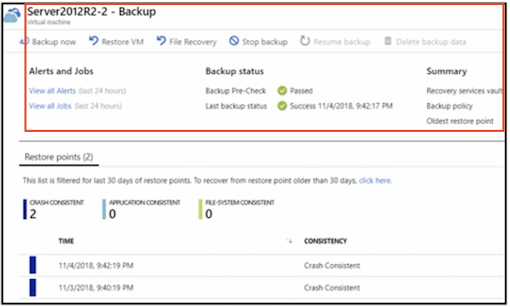 Server2012R2-2 - Backup
Virtual machine
Backup now Restore VM File Recovery Stop backup Resume backup Delete backup data
Alerts and Jobs Backup status Summary
View all Alerts (last 24 hours) Backup Pre-Check Passed Recovery services vault
View all Jobs (last 24 hours) Last backup status Success 11/4/2018, 9:42:17 PM Backup policy
Oldest restore point
Restore points (2)
This list is filtered for last 30 days of restore points. To recover from restore point older than 30 days, click here.
CRASH CONSISTENT APPLICATION CONSISTENT FILE-SYSTEM CONSISTENT
2 0 0
TIME CONSISTENCY
11/4/2018, 9:42:19 PM Crash Consistent
11/3/2018, 9:40:19 PM Crash Consistent